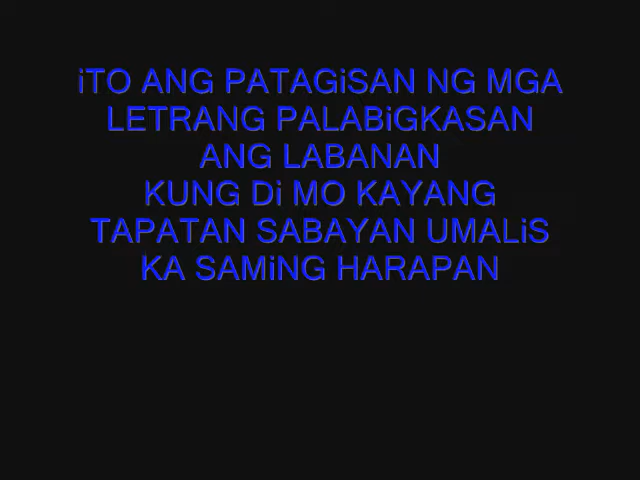 iTO ANG PATAGiSAN NG MGA
LETRANG PALABiGKASAN
ANG LABANAN
KUNG Di MO KAYANG
TAPATAN SABAYAN UMALiS
KA SAMiNG HARAPAN